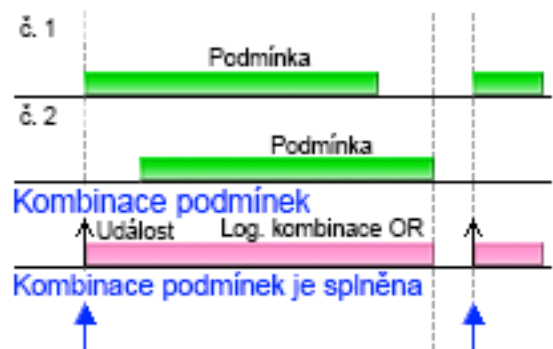 č. 1
Podmínka
č. 2
Podmínka
Kombinace podmínek
Událost Log. kombinace OR
Kombinace podmínek je splněna